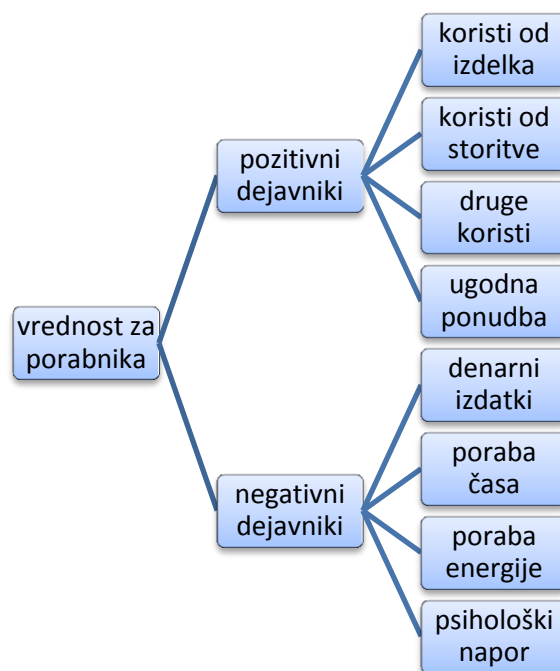 koristi od
izdelka
koristi od
storitve
pozitivni
dejavniki
druge
koristi
ugodna
ponudba
vrednost za
porabnika
denarni
izdatki
poraba
časa
negativni
dejavniki
poraba
energije
psihološki
napor